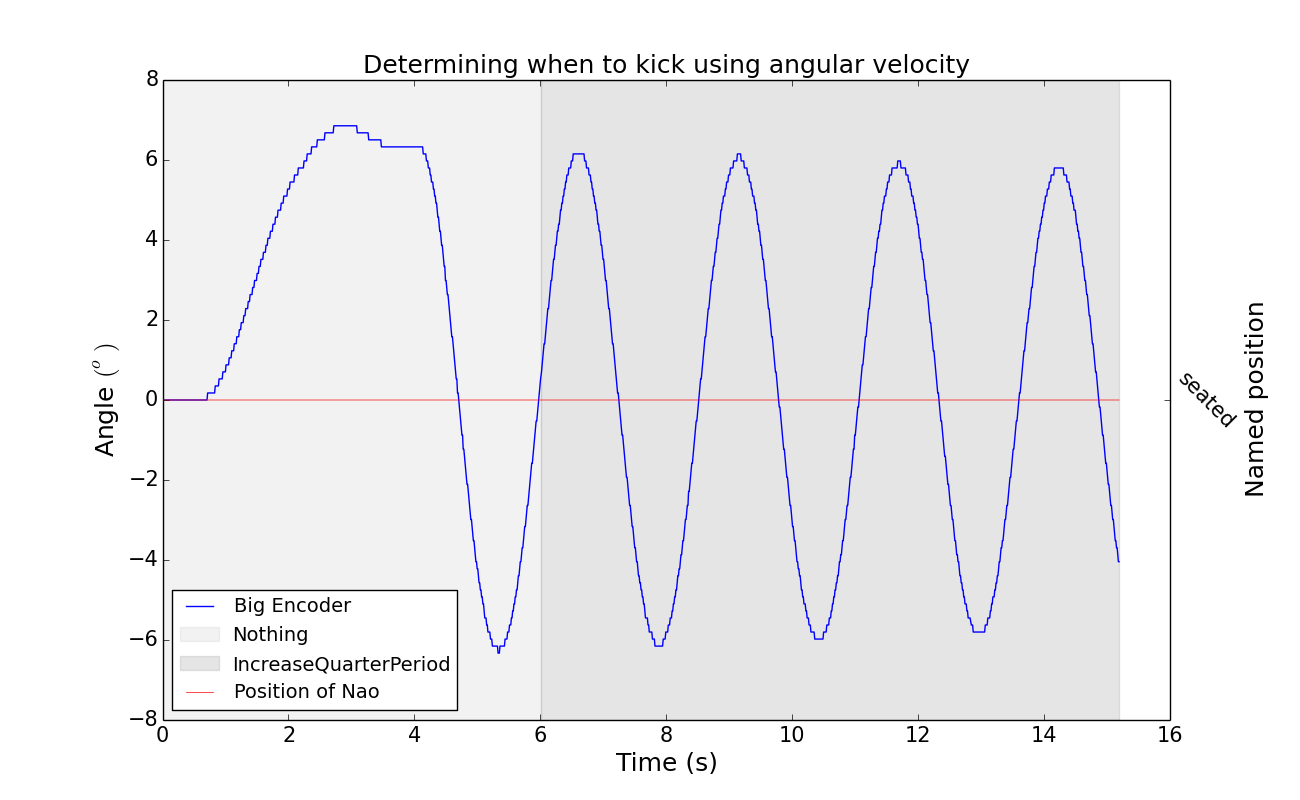 Determining when to kick using angular velocity
8
6
4
2
0
−2
−4
−6
−8
Angle (o)
0 2 4 6 8 10 12 14 16
Time (s)
seated
Named position
Big Encoder
Nothing
IncreaseQuarterPeriod
Position of Nao